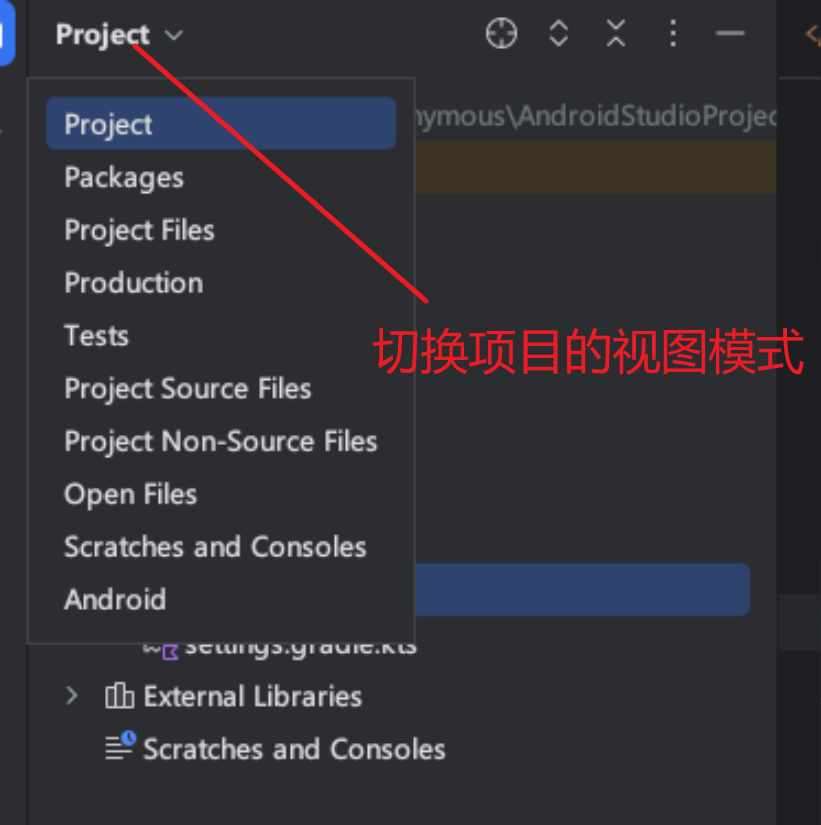 Project
Project
nymous\AndroidStudioProjec
Packages
Project Files
Production
Tests
切换项目的视图模式
Project Source Files
Project Non-Source Files
Open Files
Scratches and Consoles
Android
settings.gradle.kts
External Libraries
Scratches and Consoles